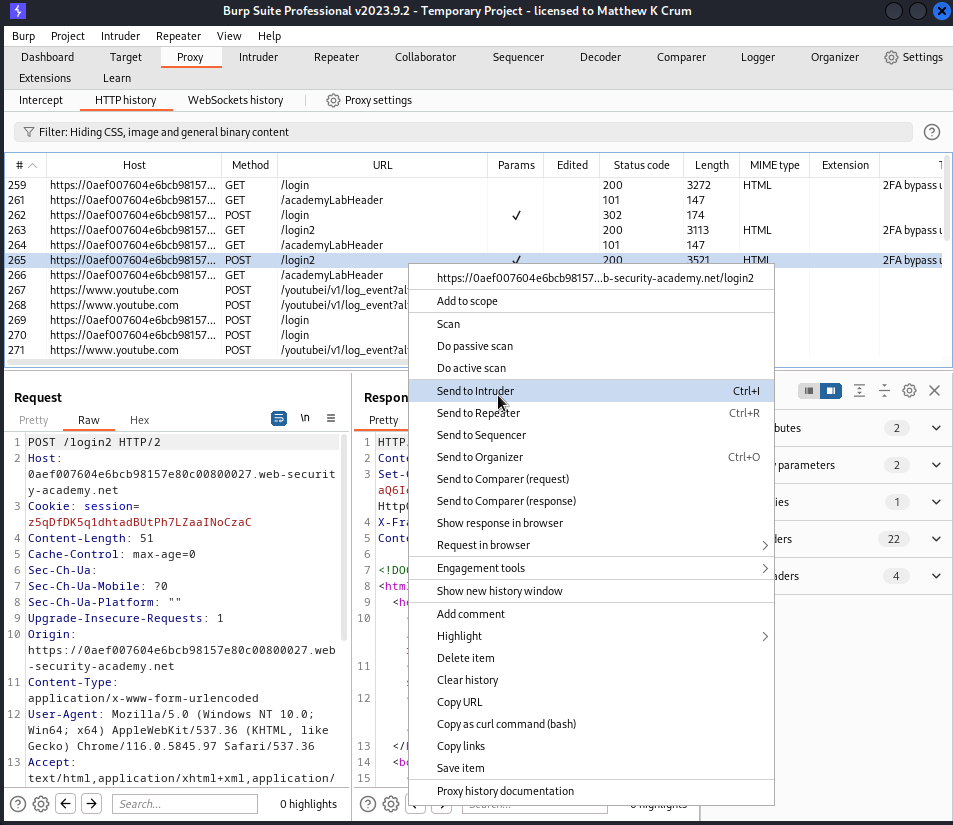 Burp Suite Professional v2023.9.2 - Temporary Project - licensed to Matthew K Crum
Burp Project Intruder Repeater View Help
Dashboard Target Proxy Intruder Repeater Collaborator Sequencer Decoder Comparer Logger Organizer Settings
Extensions Learn
Intercept HTTP history WebSockets history Proxy settings
Filter: Hiding CSS, image and general binary content
# Host Method URL Params Edited Status code Length MIME type Extension
259 https://0aef007604e6bcb98157... GET /login 200 3272 HTML 2FA bypass
261 https://0aef007604e6bcb98157... GET /academyLabHeader 101 147
262 https://0aef007604e6bcb98157... POST /login ✓ 302 174
263 https://0aef007604e6bcb98157... GET /login2 200 3113 HTML 2FA bypass
264 https://0aef007604e6bcb98157... GET /academyLabHeader 101 147
265 https://0aef007604e6bcb98157... POST /login2 ✓ 200 3521 HTML 2FA bypass
266 https://0aef007604e6bcb98157... GET /academyLabHeader
267 https://www.youtube.com POST /youtubei/v1/log_event?al
268 https://www.youtube.com POST /youtubei/v1/log_event?al
269 https://0aef007604e6bcb98157... POST /login
270 https://0aef007604e6bcb98157... POST /login
271 https://www.youtube.com POST /youtubei/v1/log_event?al
https://0aef007604e6bcb98157...b-security-academy.net/login2
Add to scope
Scan
Do passive scan
Do active scan
Send to Intruder Ctrl+I
Send to Repeater Ctrl+R
Send to Sequencer
Send to Organizer Ctrl+O
Send to Comparer (request)
Send to Comparer (response)
Show response in browser
Request in browser
Engagement tools
Show new history window
Add comment
Highlight
Delete item
Clear history
Copy URL
Copy as curl command (bash)
Copy links
Save item
Proxy history documentation
Request
Pretty Raw Hex \n
1 POST /login2 HTTP/2
2 Host:
0aef007604e6bcb98157e80c00800027.web-securit
y-academy.net
3 Cookie: session=
z5qDfDK5q1dhtadBUtPh7LZaaINoCzaC
4 Content-Length: 51
5 Cache-Control: max-age=0
6 Sec-Ch-Ua:
7 Sec-Ch-Ua-Mobile: ?0
8 Sec-Ch-Ua-Platform: ""
9 Upgrade-Insecure-Requests: 1
10 Origin:
https://0aef007604e6bcb98157e80c00800027.web
-security-academy.net
11 Content-Type:
application/x-www-form-urlencoded
12 User-Agent: Mozilla/5.0 (Windows NT 10.0;
Win64; x64) AppleWebKit/537.36 (KHTML, like
Gecko) Chrome/116.0.5845.97 Safari/537.36
13 Accept:
text/html,application/xhtml+xml,application/
Search... 0 highlights
Respon
Pretty
1 HTTP
2 Conte
3 Set-C
aQ6I
Http
4 X-Fra
5 Conte
6
7 <!DO
8 <htm
9 <he
10
11
12
13 </
14 <bo
15
Search... 0 highlights
butes 2
parameters 2
ies 1
ders 22
aders 4